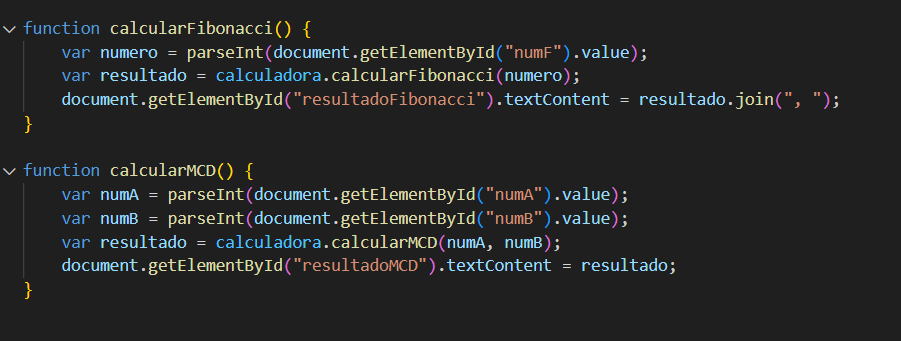 function calcularFibonacci() {
    var numero = parseInt(document.getElementById("numF").value);
    var resultado = calculadora.calcularFibonacci(numero);
    document.getElementById("resultadoFibonacci").textContent = resultado.join(", ");
}

function calcularMCD() {
    var numA = parseInt(document.getElementById("numA").value);
    var numB = parseInt(document.getElementById("numB").value);
    var resultado = calculadora.calcularMCD(numA, numB);
    document.getElementById("resultadoMCD").textContent = resultado;
}